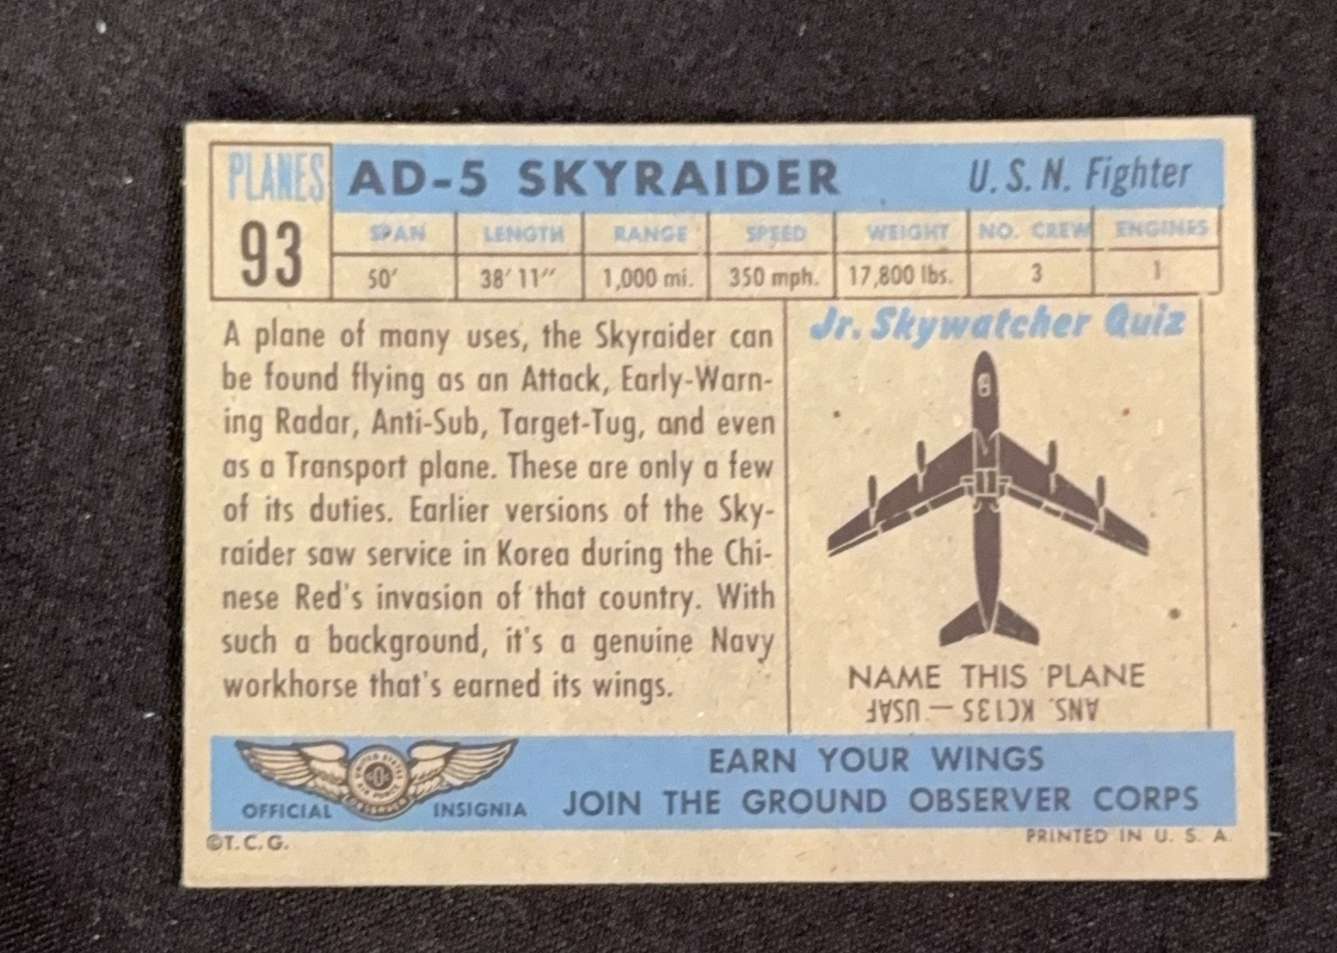 PLANES
93
AD-5 SKYRAIDER
U. S. N. Fighter
SPAN LENGTH RANGE SPEED WEIGHT NO. CREW ENGINES
50′ 38′ 11″ 1,000 mi. 350 mph. 17,800 lbs. 3 1
A plane of many uses, the Skyraider can
be found flying as an Attack, Early-Warn-
ing Radar, Anti-Sub, Target-Tug, and even
as a Transport plane. These are only a few
of its duties. Earlier versions of the Sky-
raider saw service in Korea during the Chi-
nese Red's invasion of that country. With
such a background, it's a genuine Navy
workhorse that's earned its wings.
Jr. Skywatcher Quiz
NAME THIS PLANE
ANS. KC135 — USAF
OFFICIAL INSIGNIA
EARN YOUR WINGS
JOIN THE GROUND OBSERVER CORPS
©T. C. G.
PRINTED IN U. S. A.